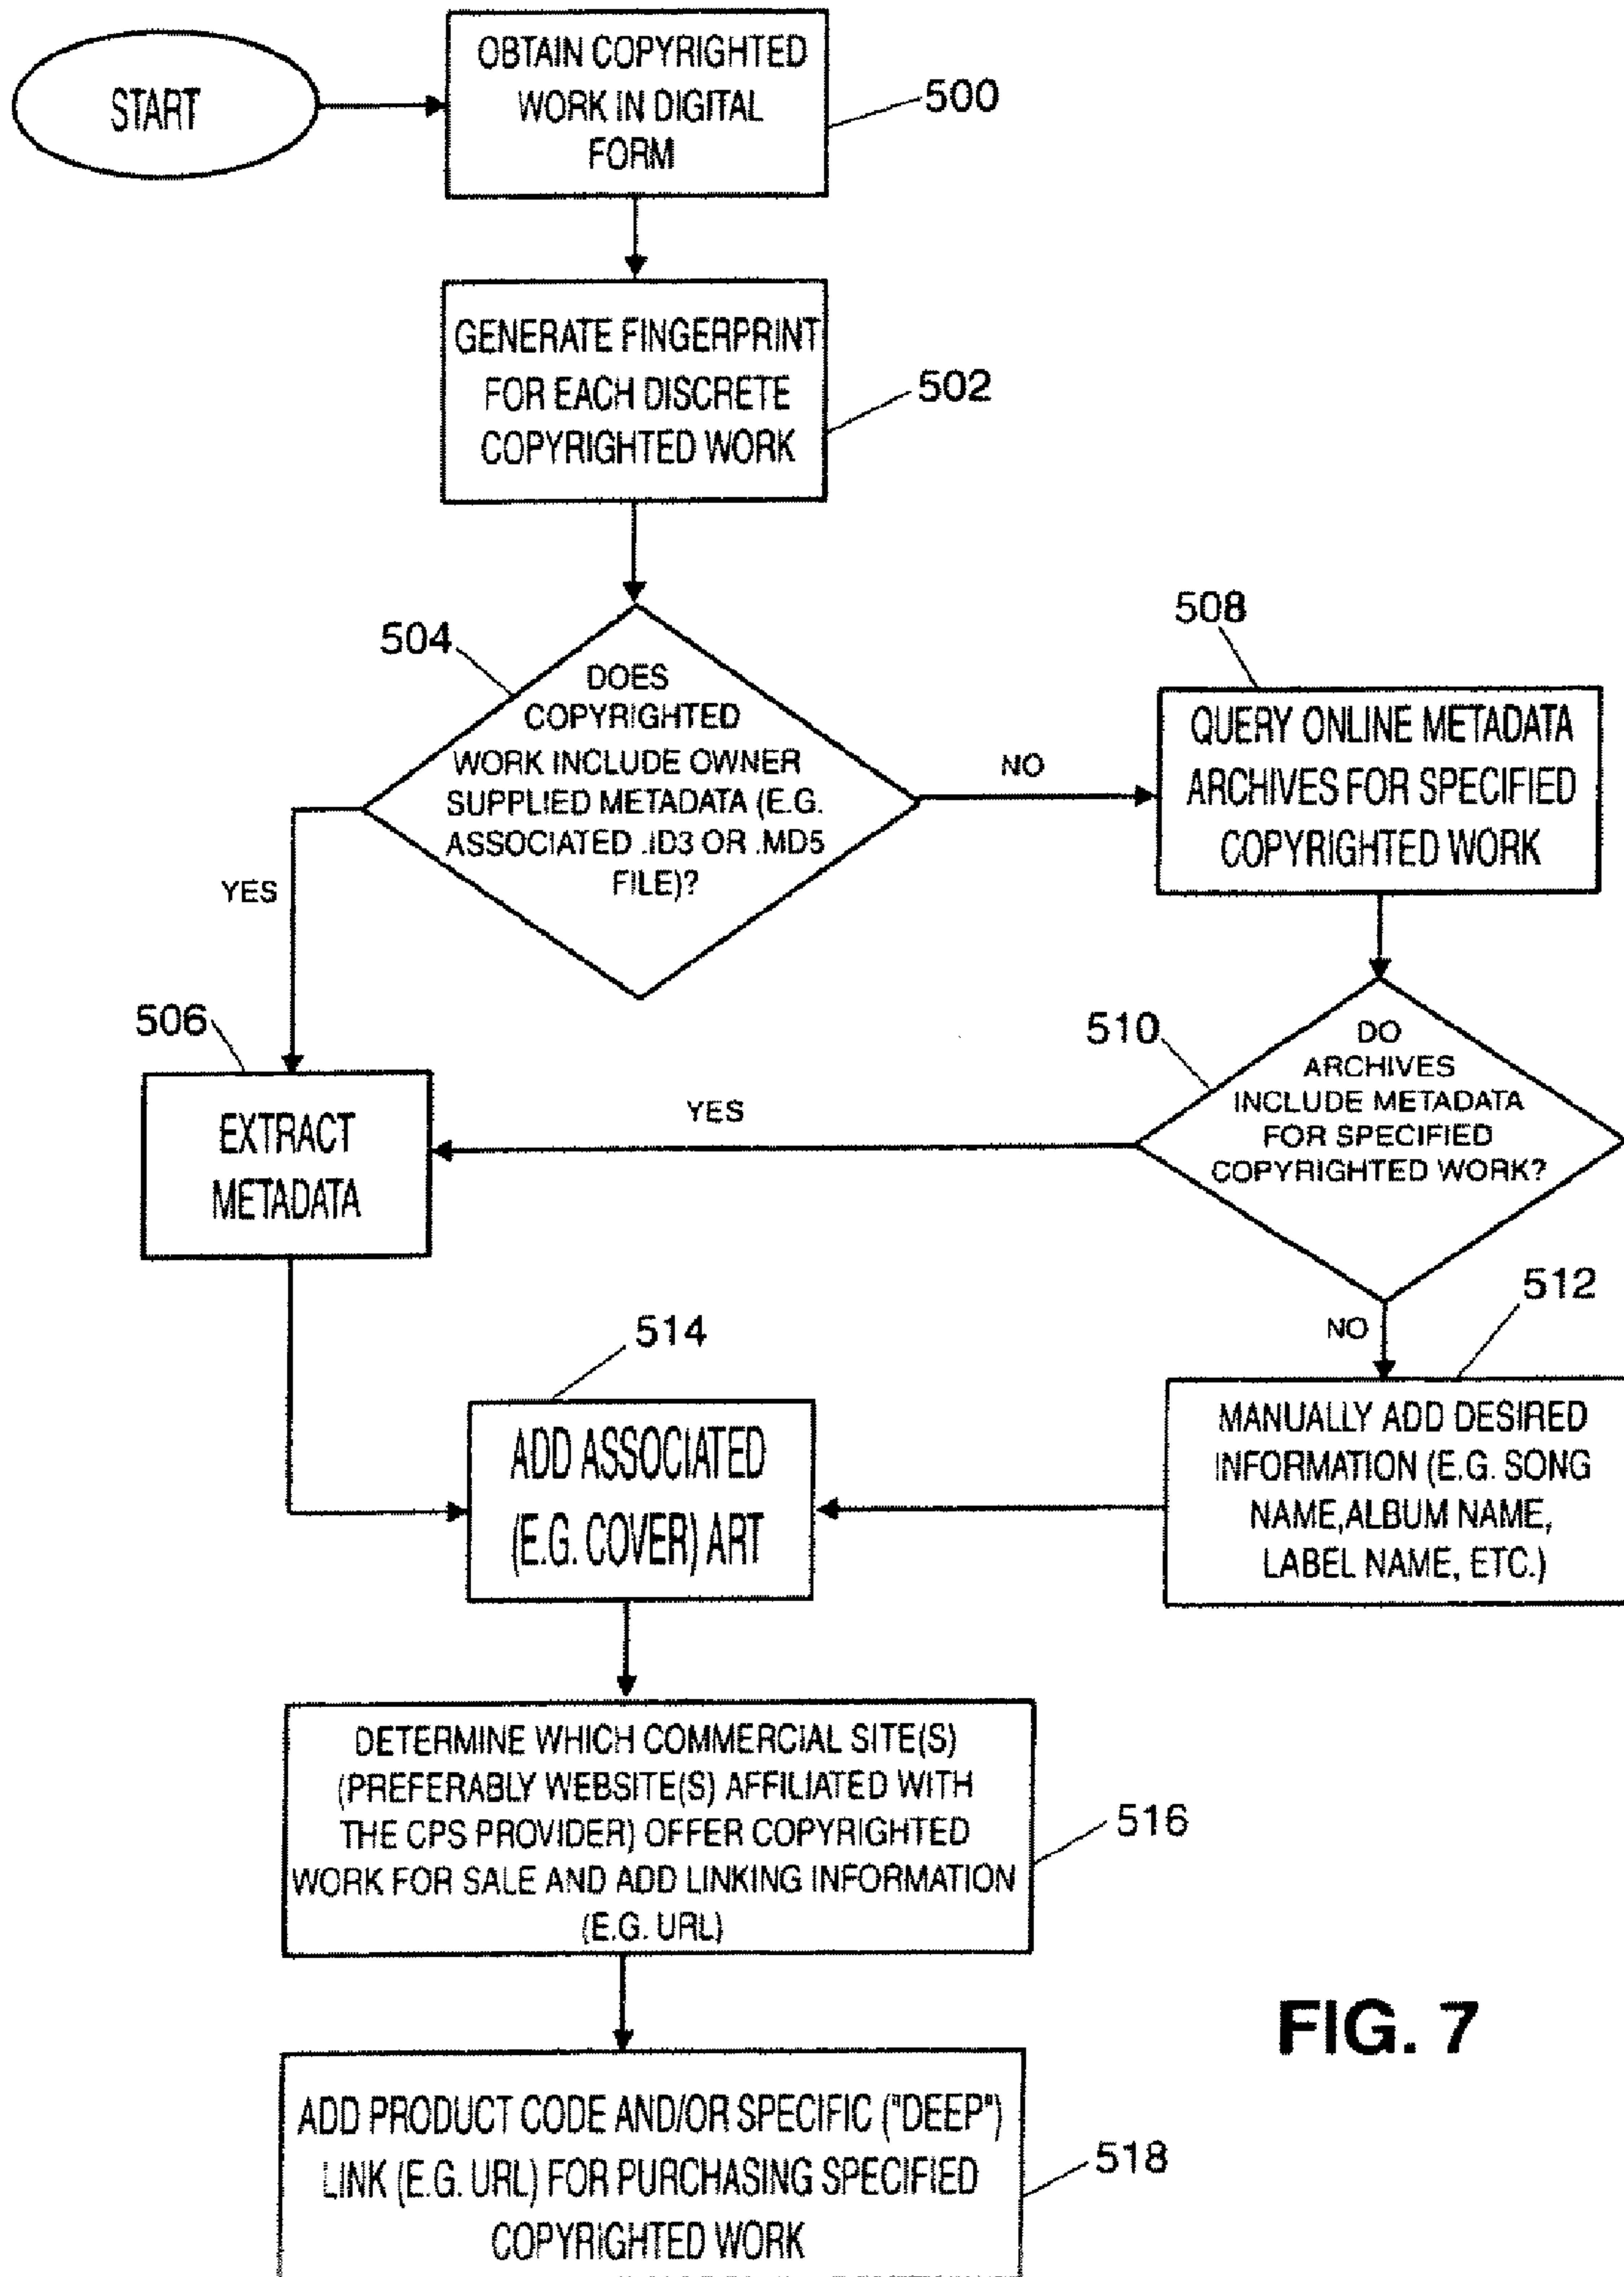 START
OBTAIN COPYRIGHTED
WORK IN DIGITAL
FORM
500
GENERATE FINGERPRINT
FOR EACH DISCRETE
COPYRIGHTED WORK
502
504
DOES
COPYRIGHTED
WORK INCLUDE OWNER
SUPPLIED METADATA (E.G.
ASSOCIATED .ID3 OR .MD5
FILE)?
YES
NO
508
QUERY ONLINE METADATA
ARCHIVES FOR SPECIFIED
COPYRIGHTED WORK
506
EXTRACT
METADATA
510
DO
ARCHIVES
INCLUDE METADATA
FOR SPECIFIED
COPYRIGHTED WORK?
YES
NO
512
MANUALLY ADD DESIRED
INFORMATION (E.G. SONG
NAME,ALBUM NAME,
LABEL NAME, ETC.)
514
ADD ASSOCIATED
(E.G. COVER) ART
DETERMINE WHICH COMMERCIAL SITE(S)
(PREFERABLY WEBSITE(S) AFFILIATED WITH
THE CPS PROVIDER) OFFER COPYRIGHTED
WORK FOR SALE AND ADD LINKING INFORMATION
(E.G. URL)
516
ADD PRODUCT CODE AND/OR SPECIFIC ("DEEP")
LINK (E.G. URL) FOR PURCHASING SPECIFIED
COPYRIGHTED WORK
518
FIG. 7